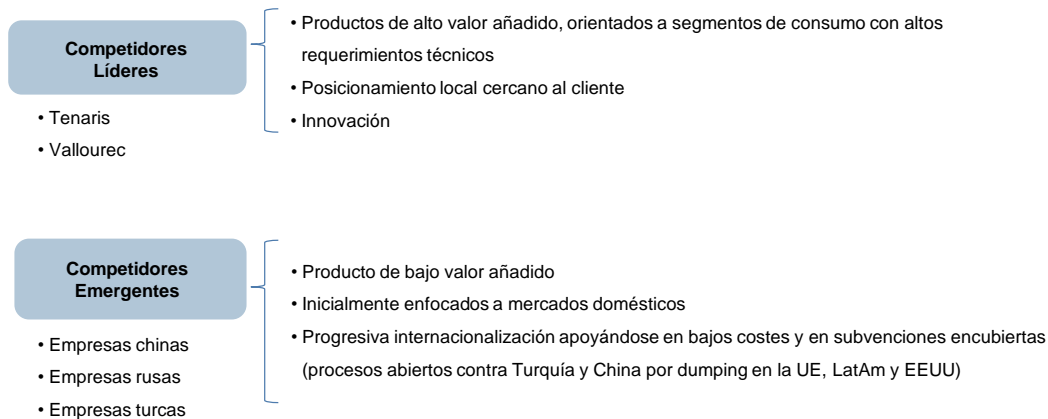 Competidores
Líderes
• Tenaris
• Vallourec
• Productos de alto valor añadido, orientados a segmentos de consumo con altos
requerimientos técnicos
• Posicionamiento local cercano al cliente
• Innovación
Competidores
Emergentes
• Empresas chinas
• Empresas rusas
• Empresas turcas
• Producto de bajo valor añadido
• Inicialmente enfocados a mercados domésticos
• Progresiva internacionalización apoyándose en bajos costes y en subvenciones encubiertas
(procesos abiertos contra Turquía y China por dumping en la UE, LatAm y EEUU)